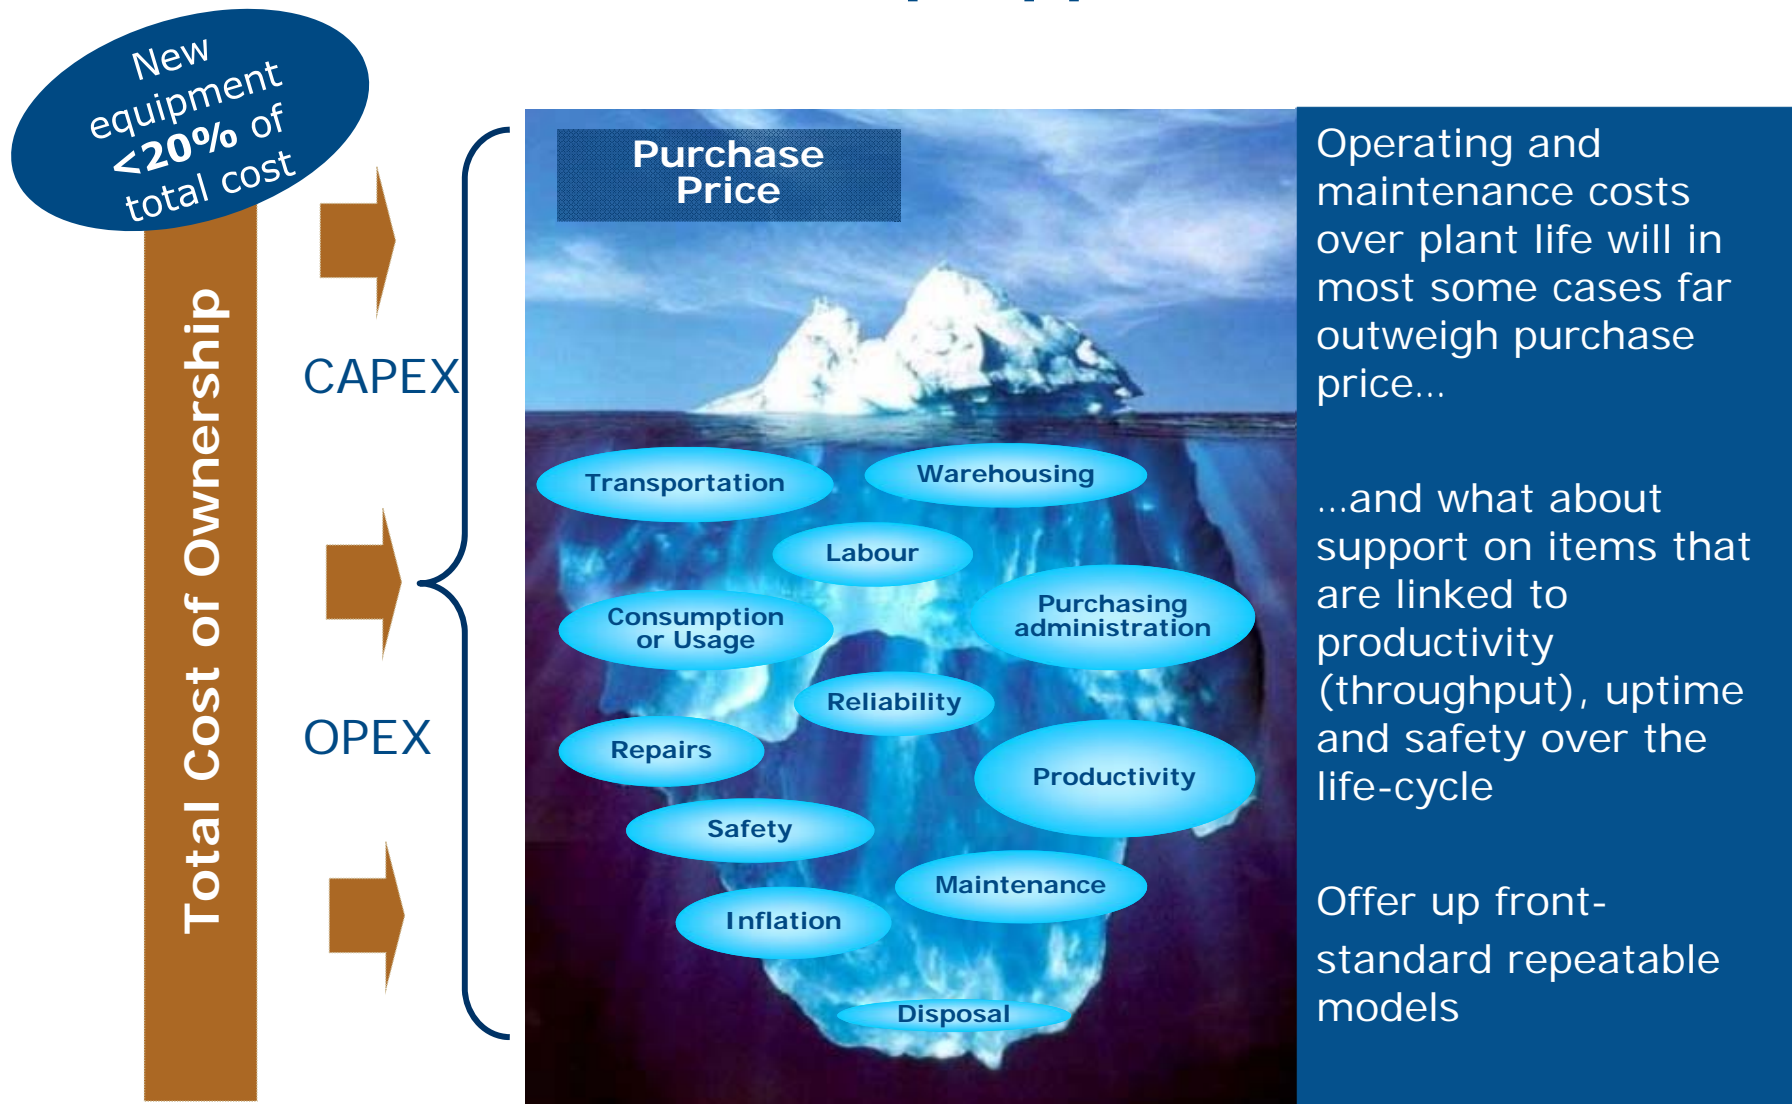 New
equipment
<20% of
total cost
Total Cost of Ownership
CAPEX
OPEX
Purchase
Price
Transportation
Warehousing
Labour
Consumption
or Usage
Purchasing
administration
Reliability
Repairs
Productivity
Safety
Maintenance
Inflation
Disposal
Operating and
maintenance costs
over plant life will in
most some cases far
outweigh purchase
price...
...and what about
support on items that
are linked to
productivity
(throughput), uptime
and safety over the
life-cycle
Offer up front-
standard repeatable
models